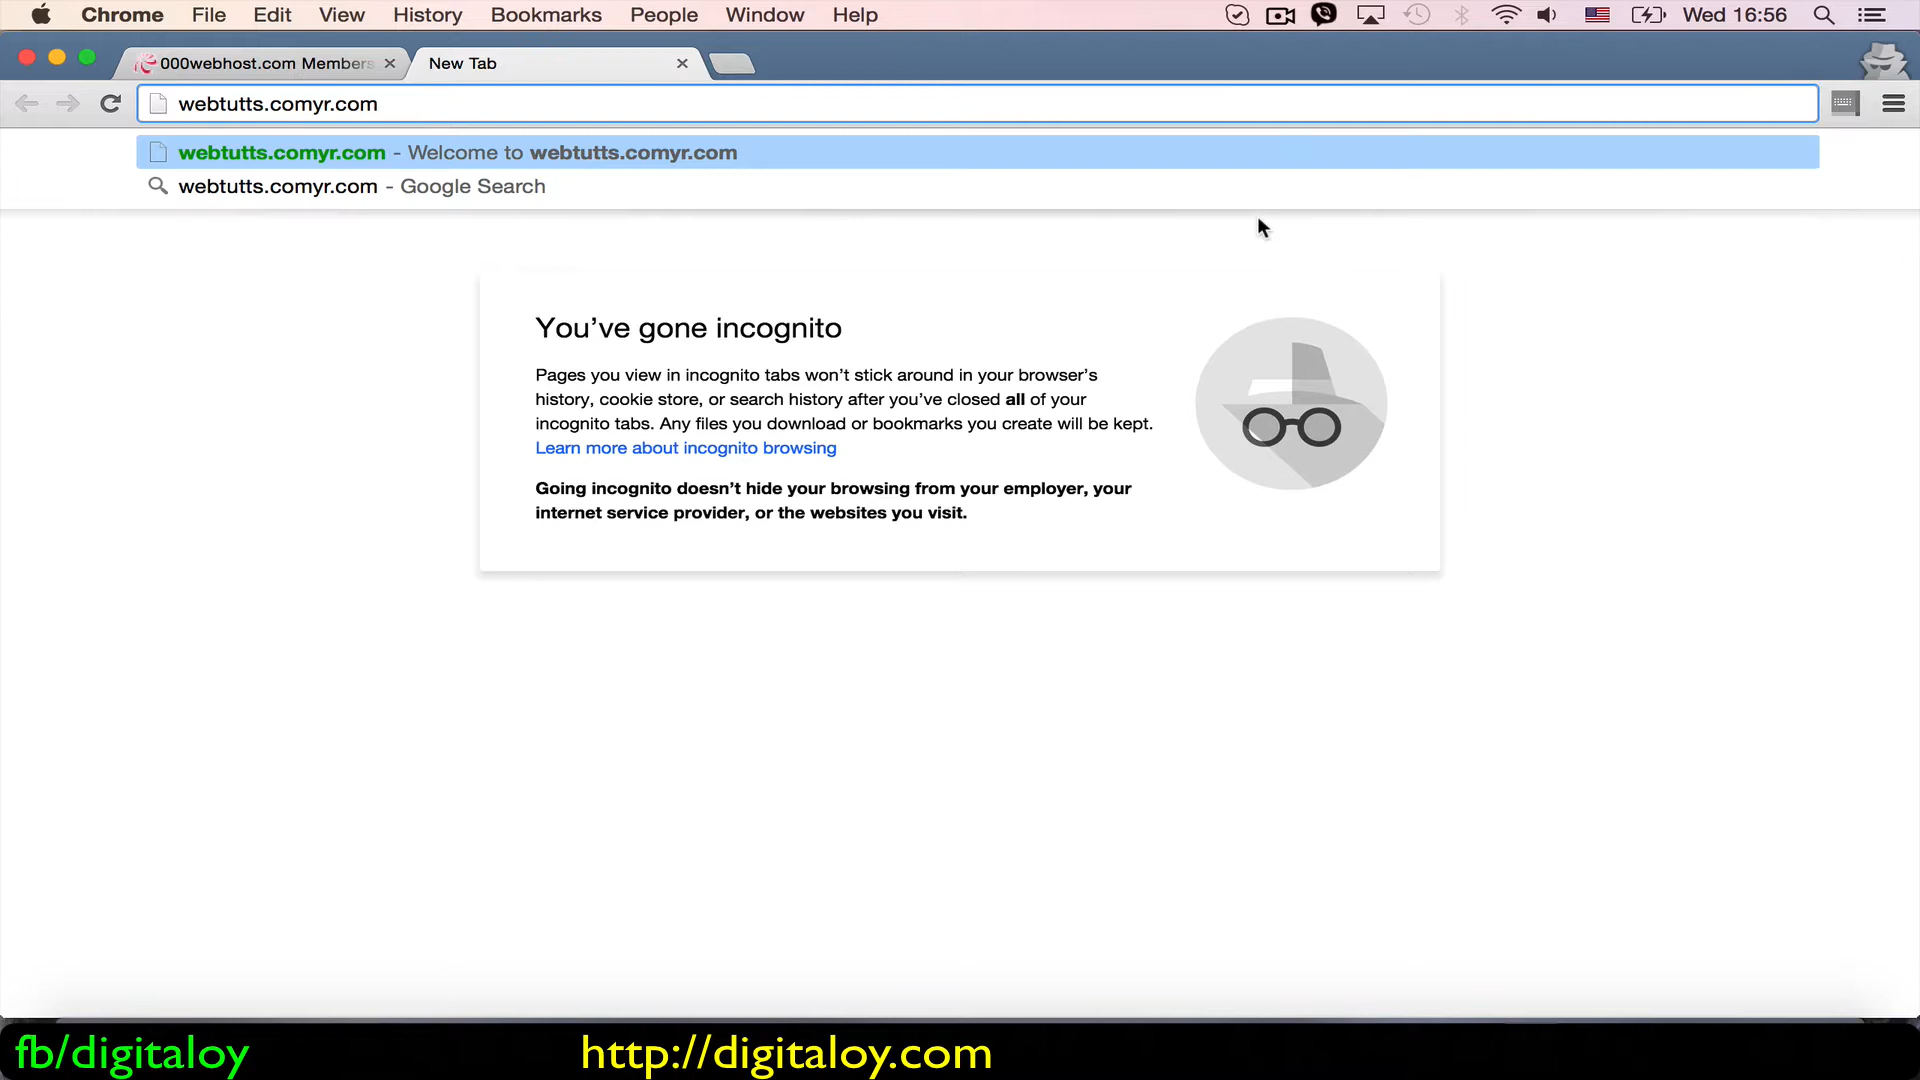 Chrome File Edit View History Bookmarks People Window Help Wed 16:56
000webhost.com Members New Tab
webtutts.comyr.com
webtutts.comyr.com - Welcome to webtutts.comyr.com
webtutts.comyr.com - Google Search
You’ve gone incognito
Pages you view in incognito tabs won’t stick around in your browser’s
history, cookie store, or search history after you’ve closed all of your
incognito tabs. Any files you download or bookmarks you create will be kept.
Learn more about incognito browsing
Going incognito doesn’t hide your browsing from your employer, your
internet service provider, or the websites you visit.
fb/digitaloy http://digitaloy.com